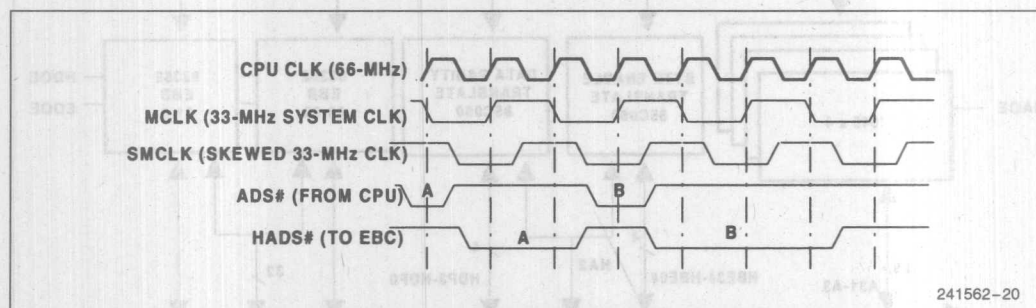 CPU CLK (66-MHz)
MCLK (33-MHz SYSTEM CLK)
SMCLK (SKEWED 33-MHz CLK)
ADS# (FROM CPU)
A
B
HADS# (TO EBC)
A
B
241562–20